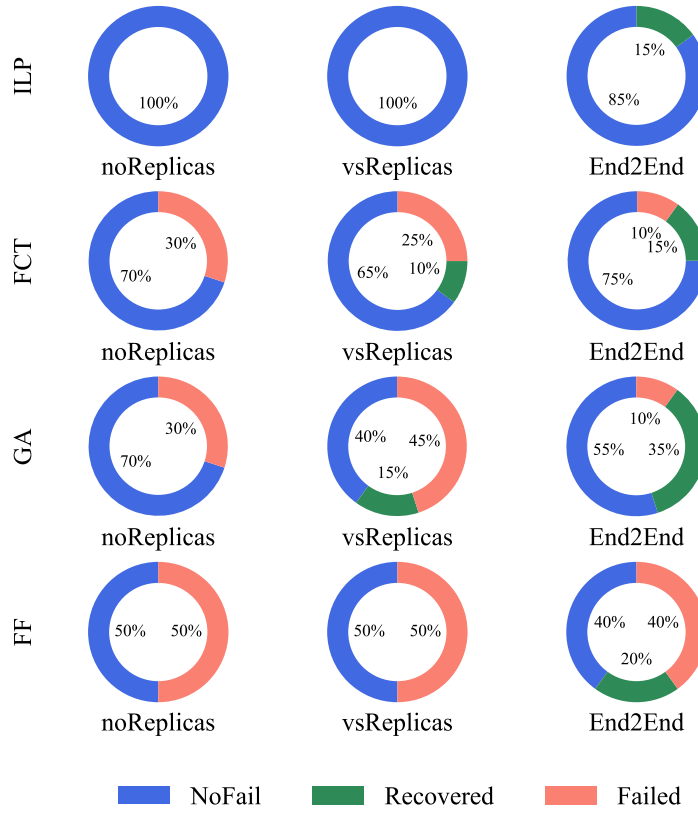 ILP
100%
100%
15%
85%
noReplicas
vsReplicas
End2End
FCT
30%
70%
25%
65%
10%
10%
15%
75%
noReplicas
vsReplicas
End2End
GA
30%
70%
40%
45%
15%
10%
55%
35%
noReplicas
vsReplicas
End2End
FF
50%
50%
50%
50%
40%
40%
20%
noReplicas
vsReplicas
End2End
NoFail
Recovered
Failed